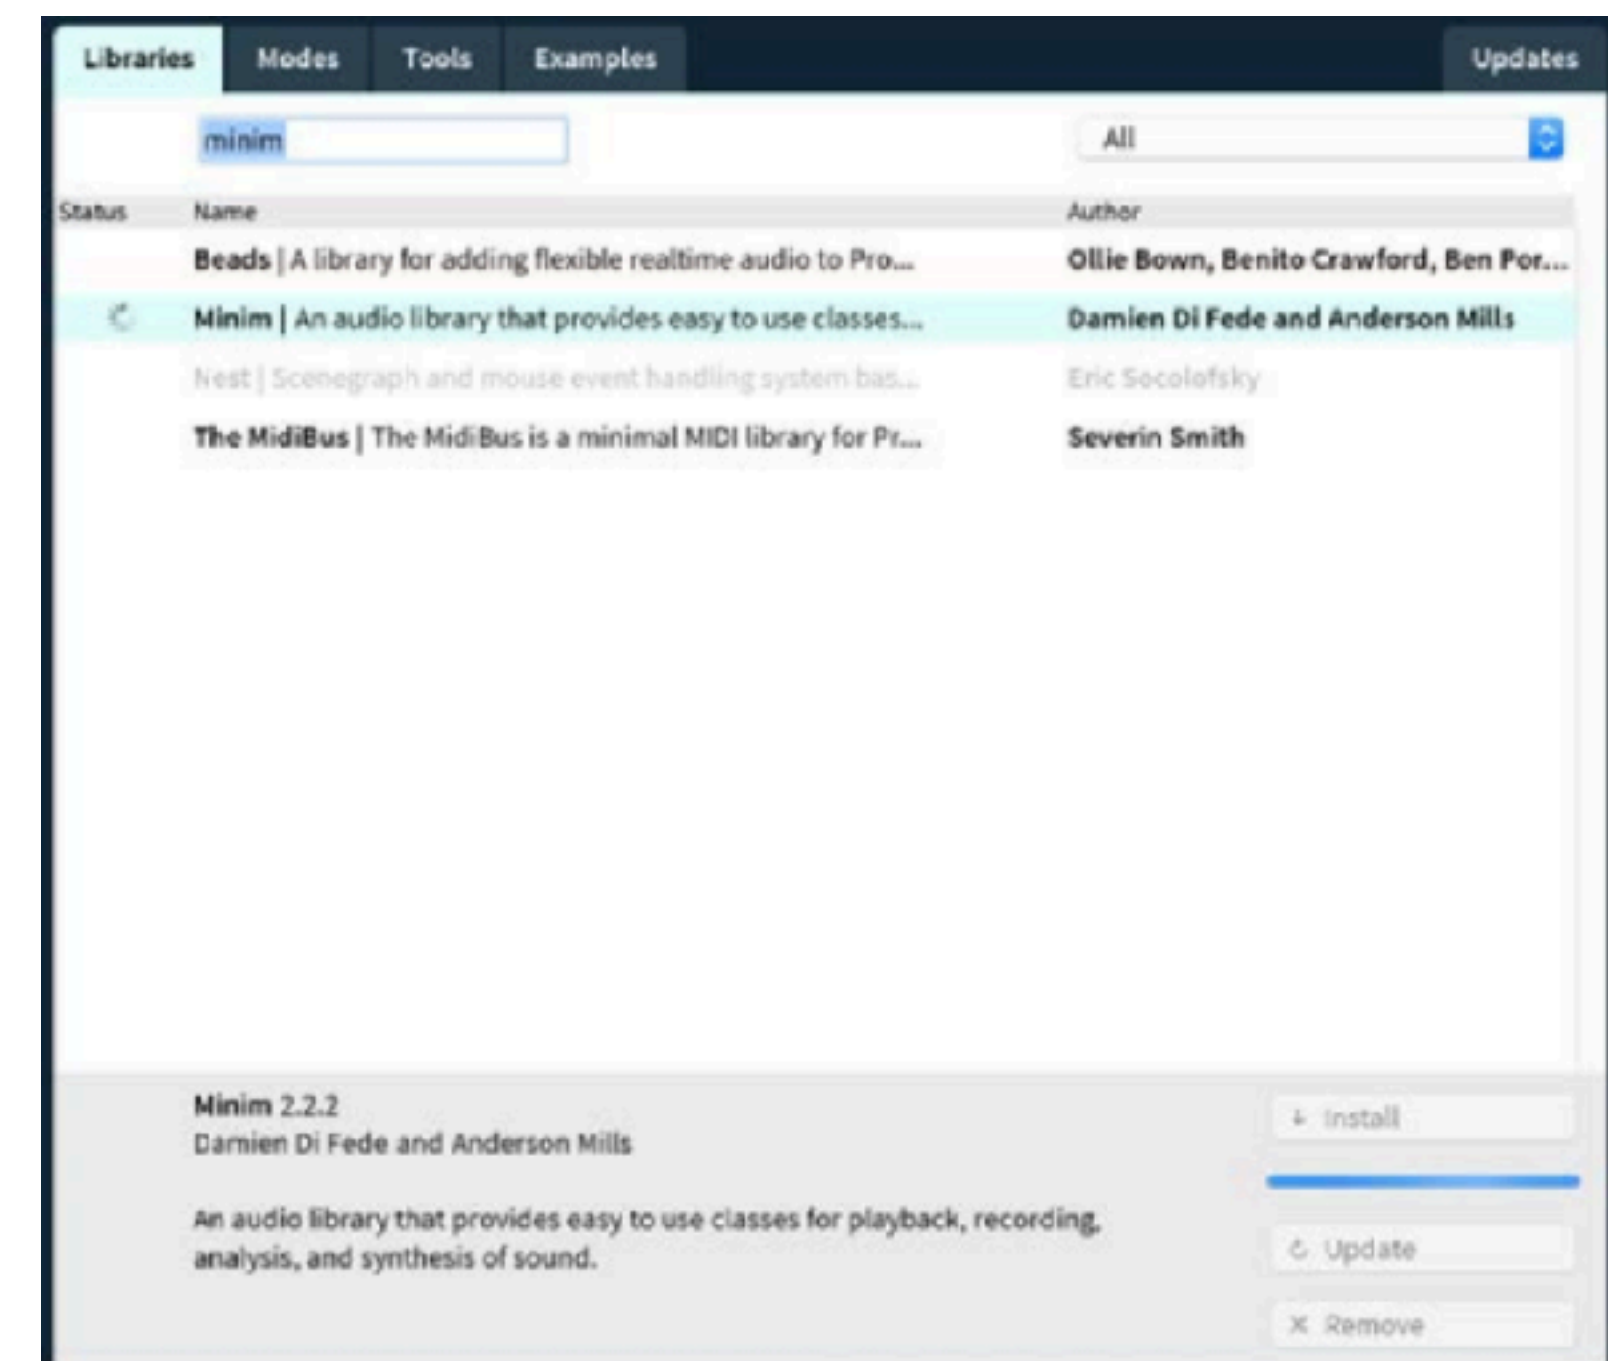 Libraries Modes Tools Examples Updates
minim All
Status Name Author
Beads | A library for adding flexible realtime audio to Pro... Ollie Bown, Benito Crawford, Ben Por...
Minim | An audio library that provides easy to use classes... Damien Di Fede and Anderson Mills
Nest | Scenegraph and mouse event handling system bas... Eric Socolofsky
The MidiBus | The MidiBus is a minimal MIDI library for Pr... Severin Smith
Minim 2.2.2
Install
Damien Di Fede and Anderson Mills
An audio library that provides easy to use classes for playback, recording,
analysis, and synthesis of sound.
Update
Remove